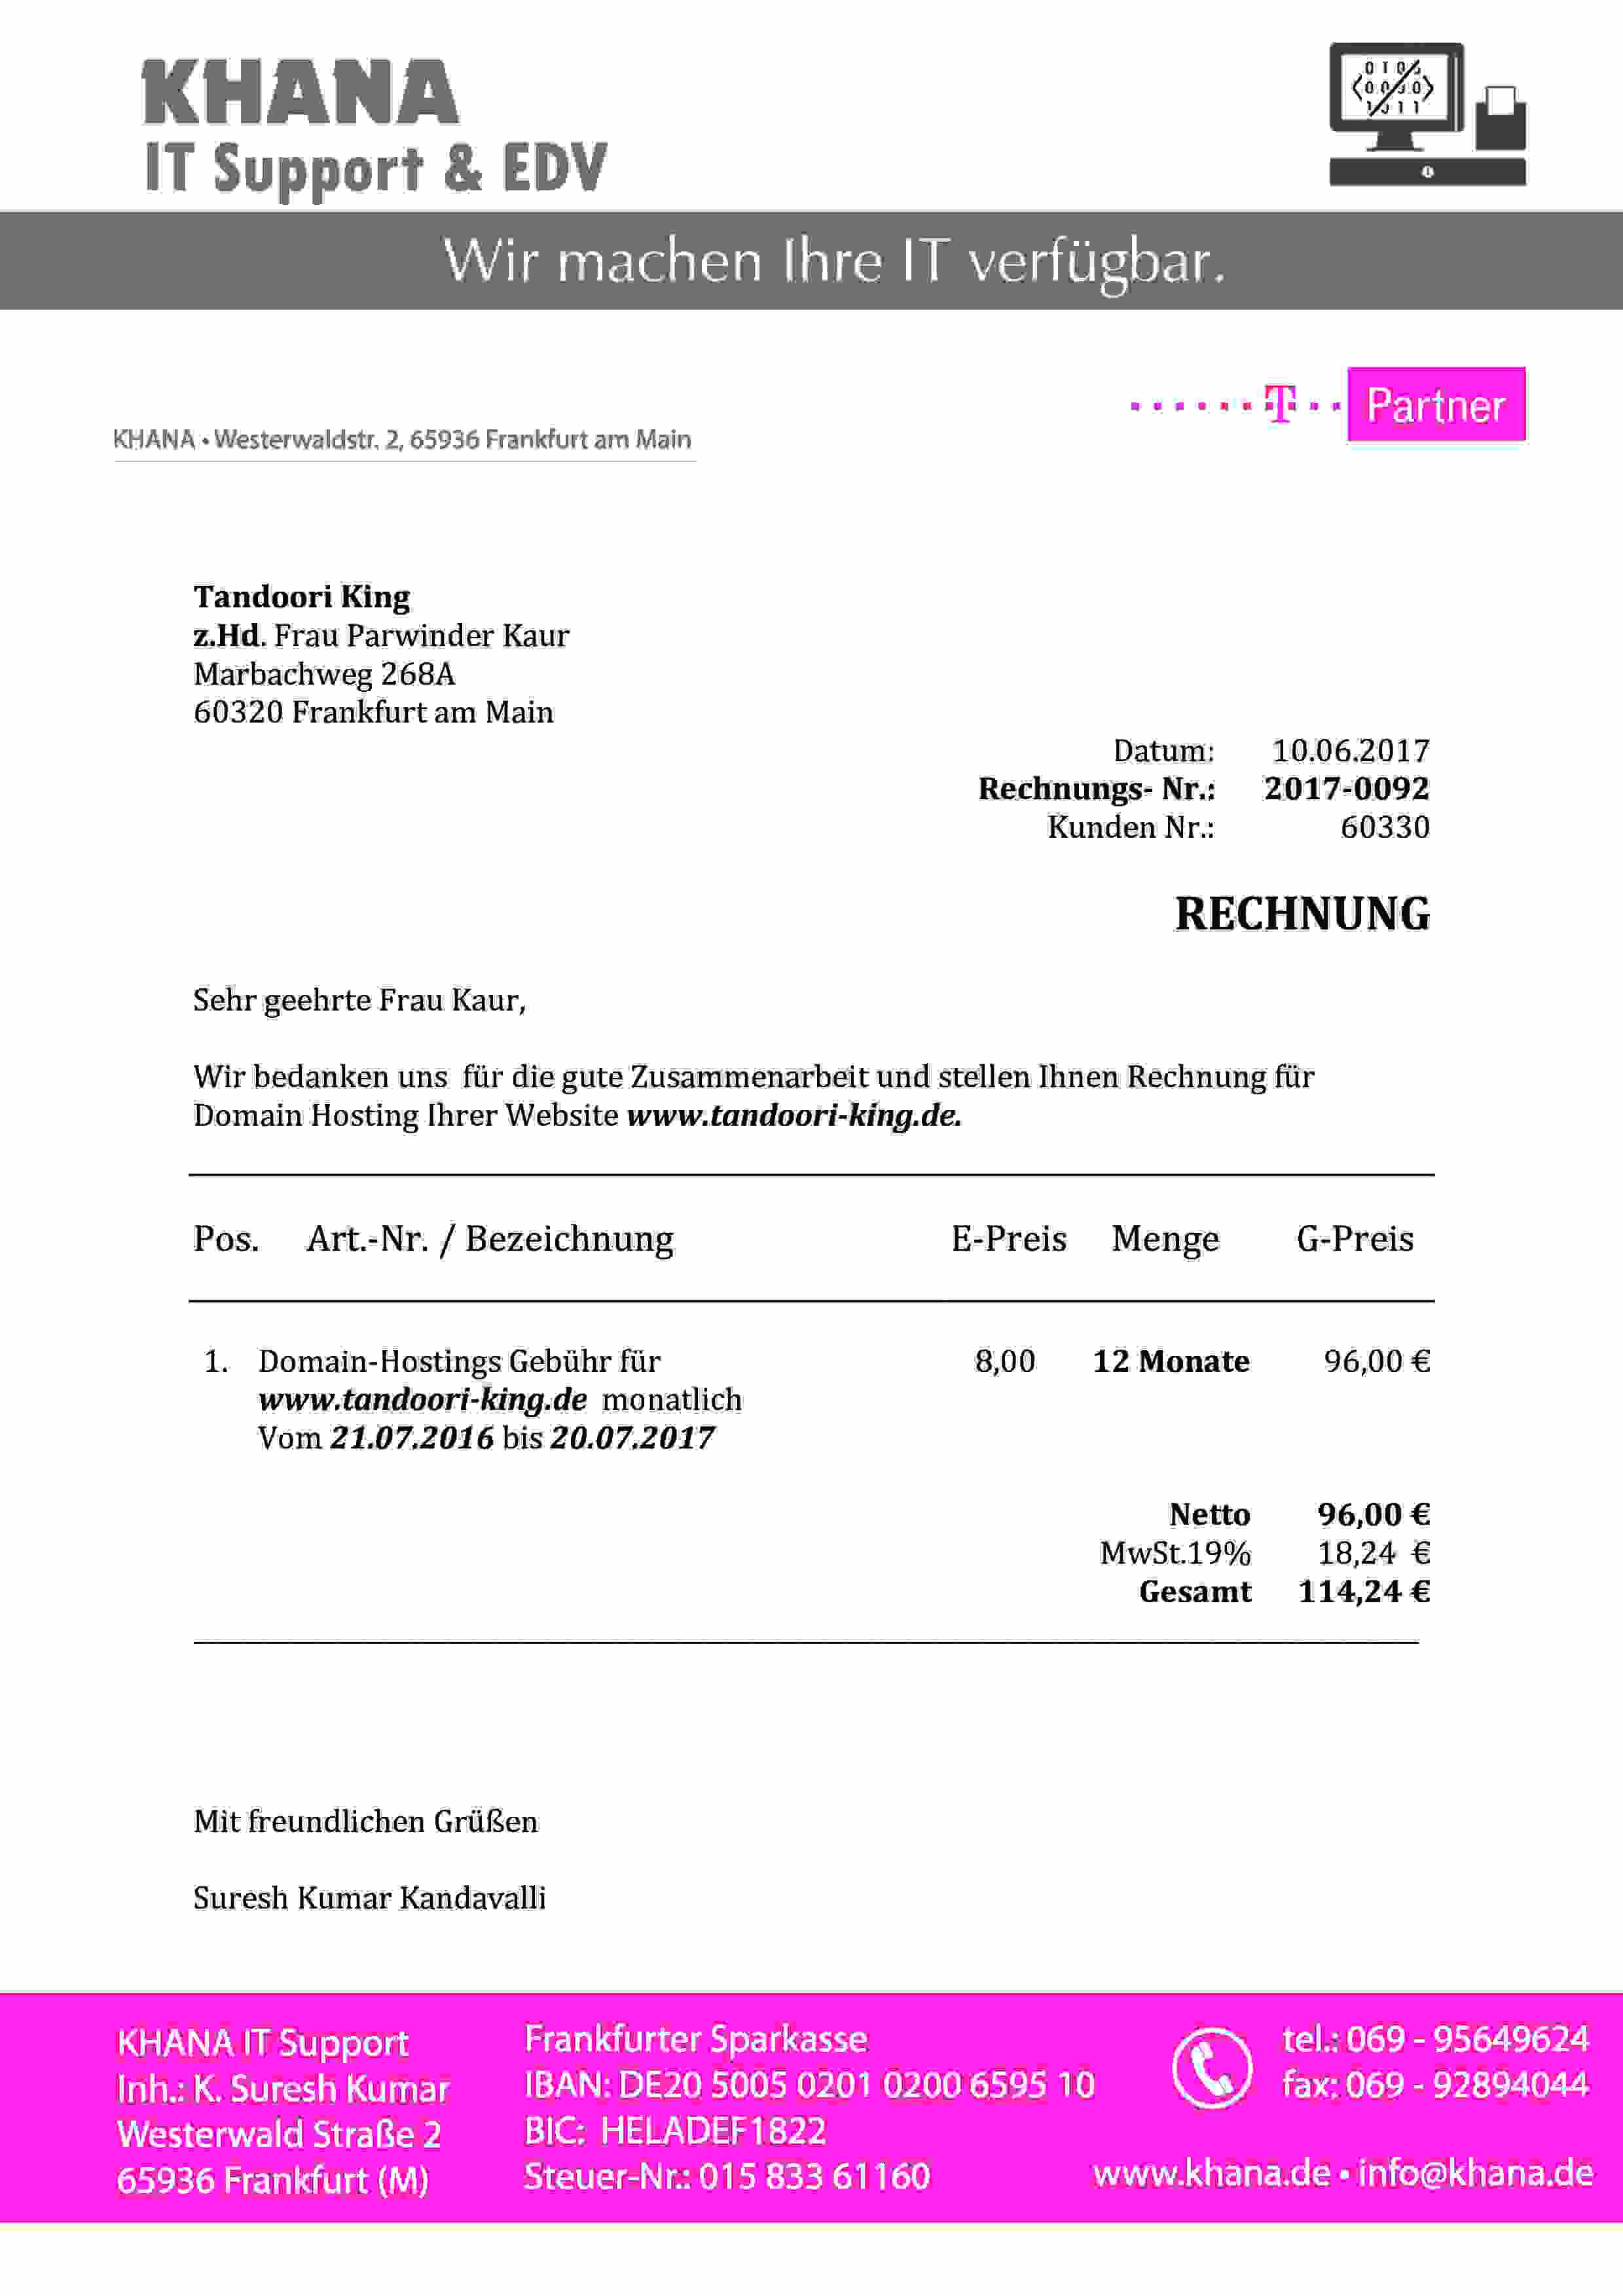 KHANA
IT Support & EDV
Wir machen Ihre IT verfügbar.
T Partner
KHANA • Westerwaldstr. 2, 65936 Frankfurt am Main
Tandoori King
z.Hd. Frau Parwinder Kaur
Marbachweg 268A
60320 Frankfurt am Main
Datum: 10.06.2017
Rechnungs- Nr.: 2017-0092
Kunden Nr.: 60330
RECHNUNG
Sehr geehrte Frau Kaur,
Wir bedanken uns für die gute Zusammenarbeit und stellen Ihnen Rechnung für
Domain Hosting Ihrer Website www.tandoori-king.de.
Pos. Art.-Nr. / Bezeichnung E-Preis Menge G-Preis
1. Domain-Hostings Gebühr für 8,00 12 Monate 96,00 €
www.tandoori-king.de monatlich
Vom 21.07.2016 bis 20.07.2017
Netto 96,00 €
MwSt.19% 18,24 €
Gesamt 114,24 €
Mit freundlichen Grüßen
Suresh Kumar Kandavalli
KHANA IT Support
Inh.: K. Suresh Kumar
Westerwald Straße 2
65936 Frankfurt (M)
Frankfurter Sparkasse
IBAN: DE20 5005 0201 0200 6595 10
BIC: HELADEF1822
Steuer-Nr.: 015 833 61160
tel.: 069 - 95649624
fax: 069 - 92894044
www.khana.de • info@khana.de